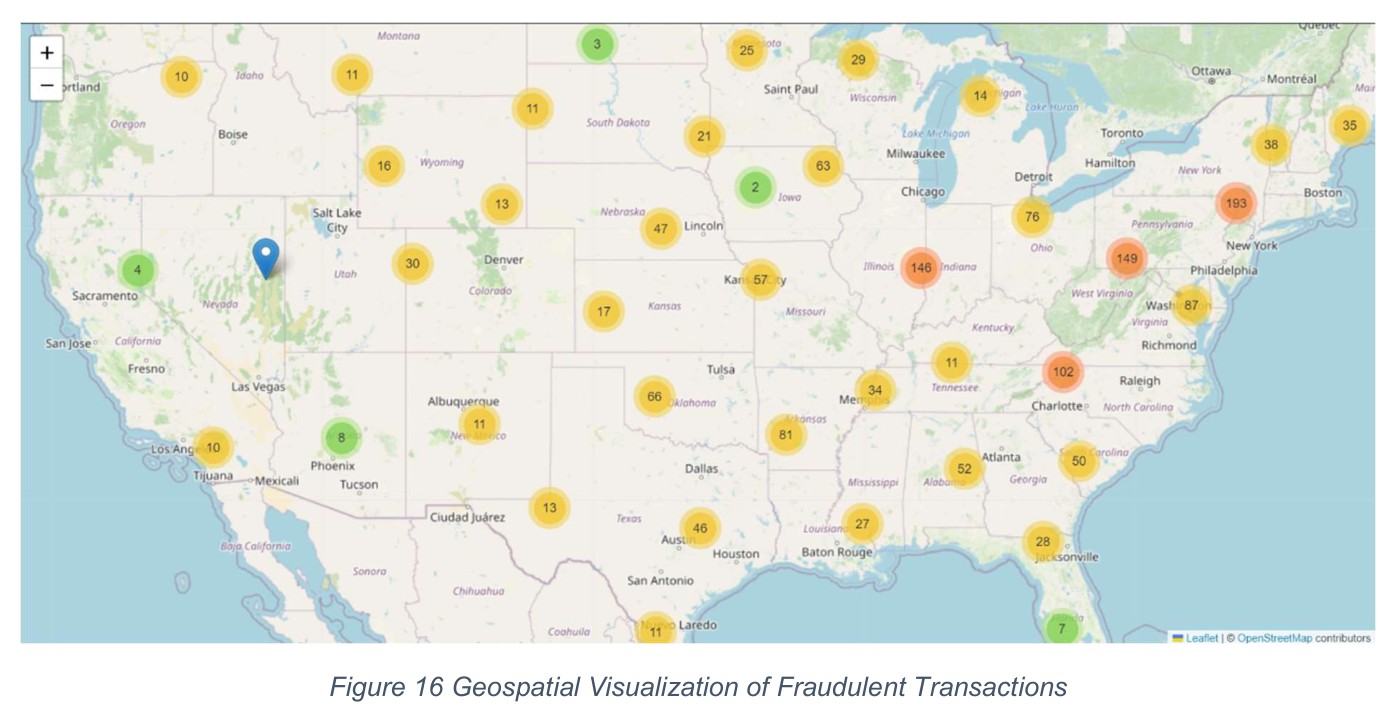 Quebec
Montana
3
25
29
+
10
Idaho
11
Ottawa
Montréal
−
Saint Paul
14
Oregon
11
Wisconsin
Lake Huron
35
South Dakota
21
Lake Michigan
Toronto
38
Boise
Milwaukee
16
Wyoming
63
Hamilton
New York
Detroit
2
Iowa
Chicago
Boston
13
193
Salt Lake
City
Nebraska
47
Lincoln
76
Pennsylvania
Ohio
New York
30
Denver
149
4
Utah
Illinois
146
Indiana
Philadelphia
57
Sacramento
Colorado
West Virginia
Nevada
17
Kansas
Missouri
87
Virginia
Kentucky
San Jose
California
Richmond
Fresno
Tulsa
11
102
Las Vegas
Tennessee
Raleigh
34
66
Albuquerque
Charlotte
North Carolina
11
Arkansas
8
81
10
Phoenix
Dallas
52
Atlanta
50
Tijuana
Mexicali
Tucson
Mississippi
Alabama
Georgia
13
Ciudad Juárez
Texas
46
Louisiana
27
Austin
28
Baja California
Houston
Baton Rouge
Jacksonville
Sonora
San Antonio
Chihuahua
Coahuila
11
Laredo
7
Leaflet | © OpenStreetMap contributors
Figure 16 Geospatial Visualization of Fraudulent Transactions